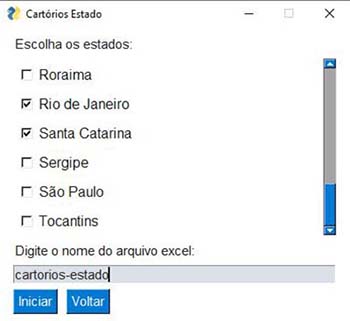 Cartórios Estado
Escolha os estados:
Roraima
Rio de Janeiro
Santa Catarina
Sergipe
São Paulo
Tocantins
Digite o nome do arquivo excel:
cartorios-estado
Iniciar Voltar